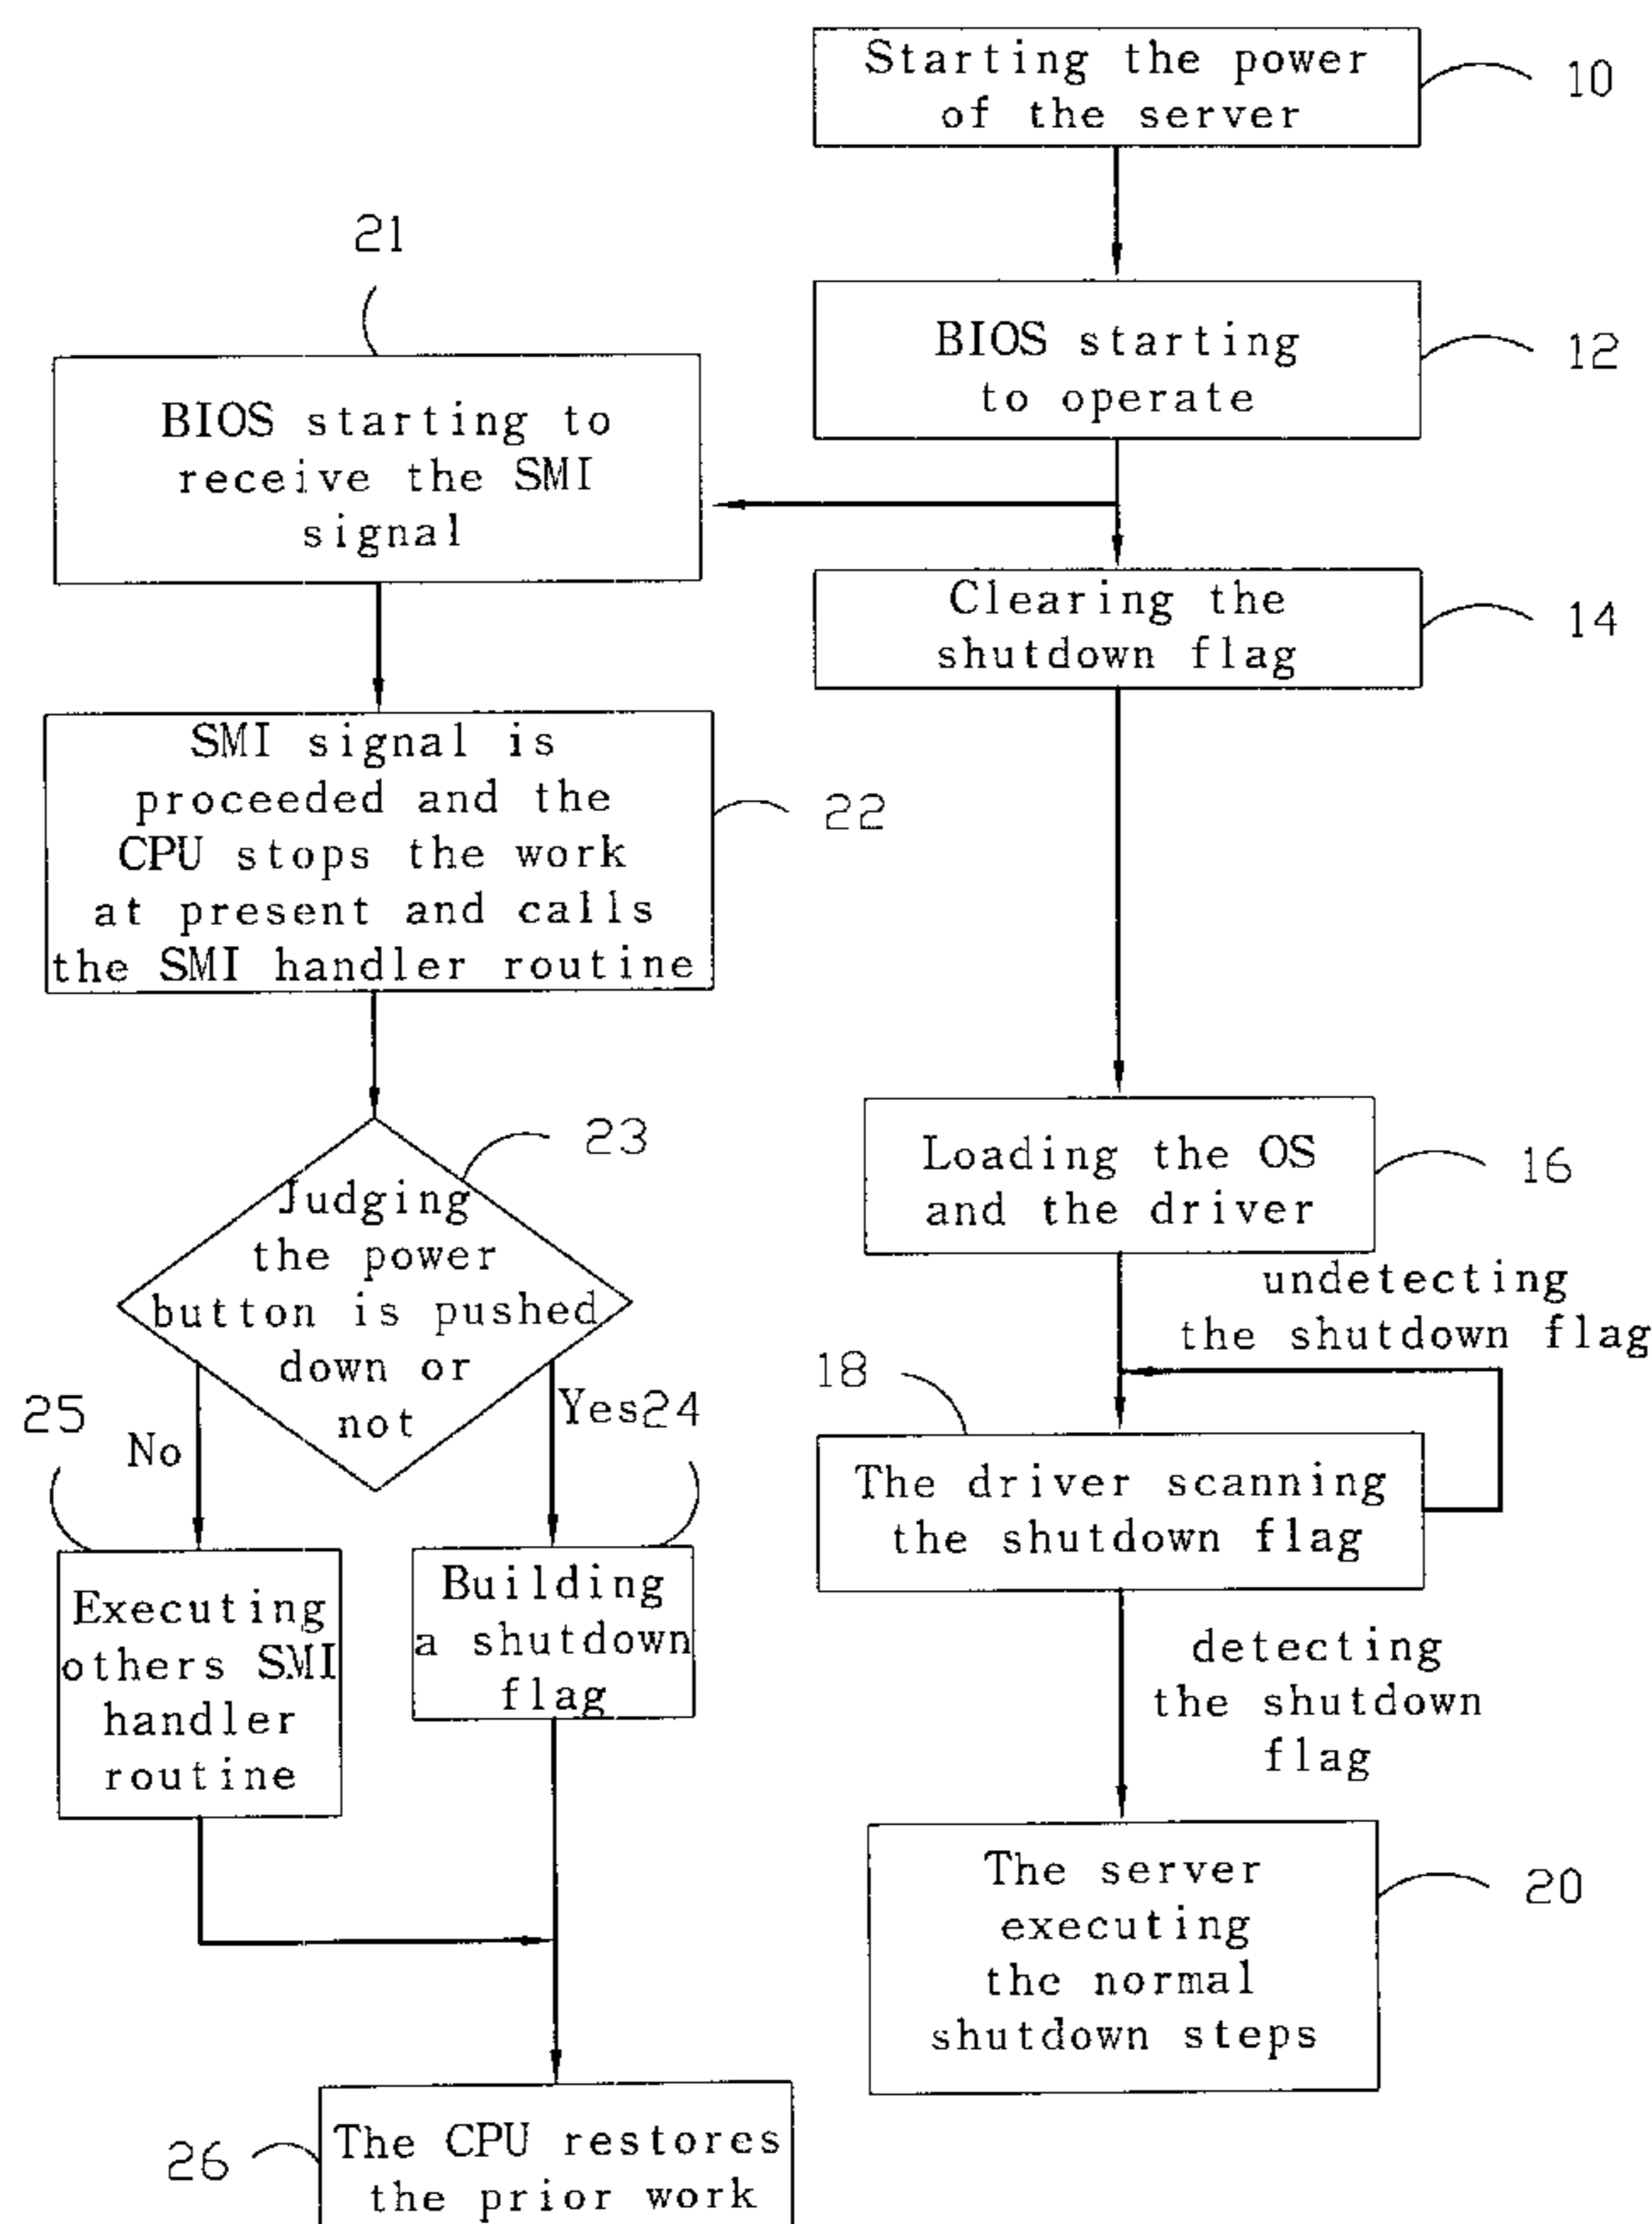 Starting the power
of the server
10
BIOS starting
to operate
12
21
BIOS starting to
receive the SMI
signal
Clearing the
shutdown flag
14
SMI signal is
proceeded and the
CPU stops the work
at present and calls
the SMI handler routine
22
23
Judging
the power
button is pushed
down or
not
Loading the OS
and the driver
16
undetecting
the shutdown flag
18
The driver scanning
the shutdown flag
25
No
Yes
24
Executing
others SMI
handler
routine
Building
a shutdown
flag
detecting
the shutdown
flag
The server
executing
the normal
shutdown steps
20
26
The CPU restores
the prior work